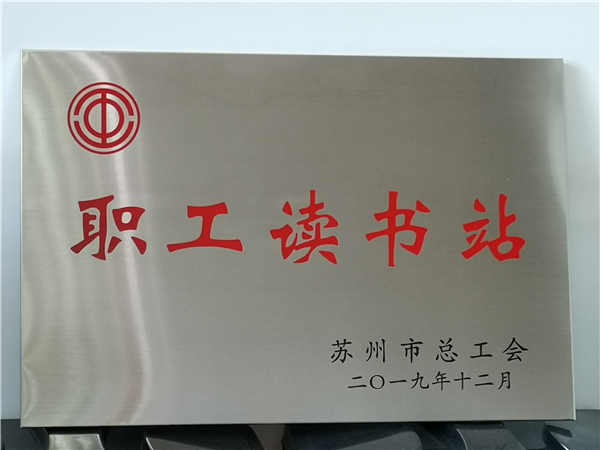 职工读书站
苏州市总工会
二〇一九年十二月